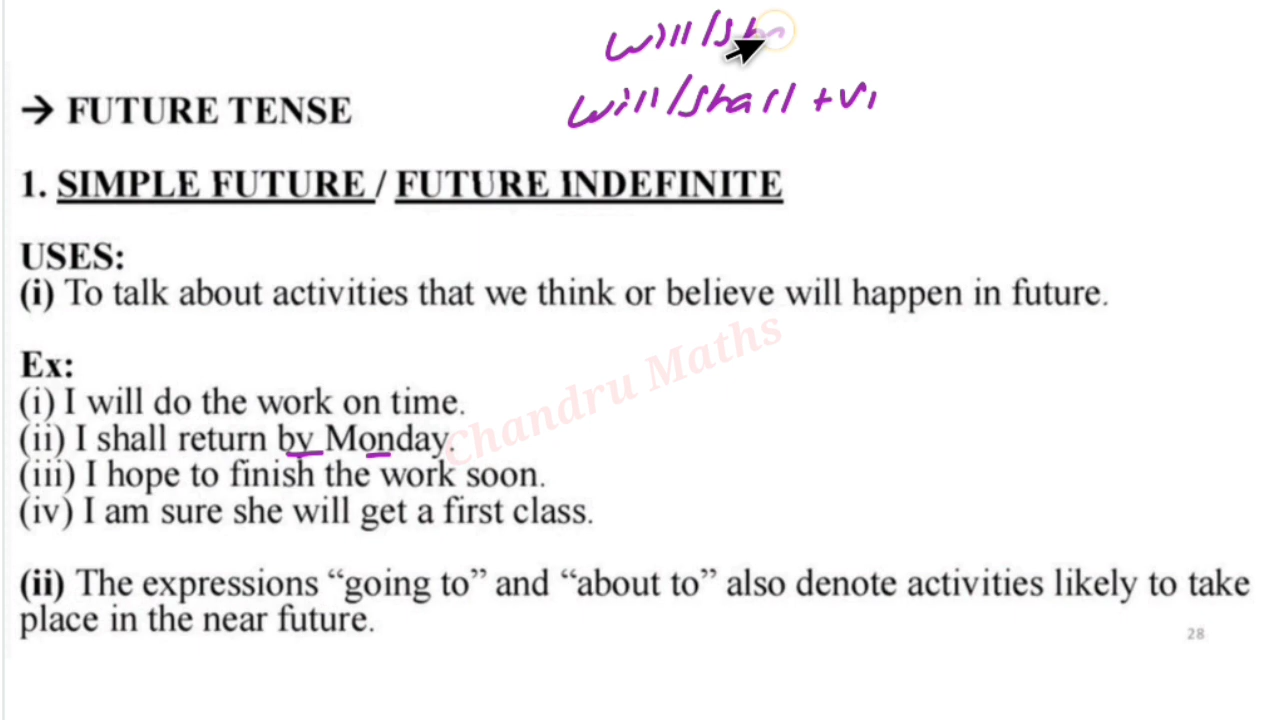 will/sh
will/shall +V1
→ FUTURE TENSE
1. SIMPLE FUTURE / FUTURE INDEFINITE
USES:
(i) To talk about activities that we think or believe will happen in future.
Ex:
(i) I will do the work on time.
(ii) I shall return by Monday.
(iii) I hope to finish the work soon.
(iv) I am sure she will get a first class.
Chandru Maths
(ii) The expressions “going to” and “about to” also denote activities likely to take
place in the near future.
28